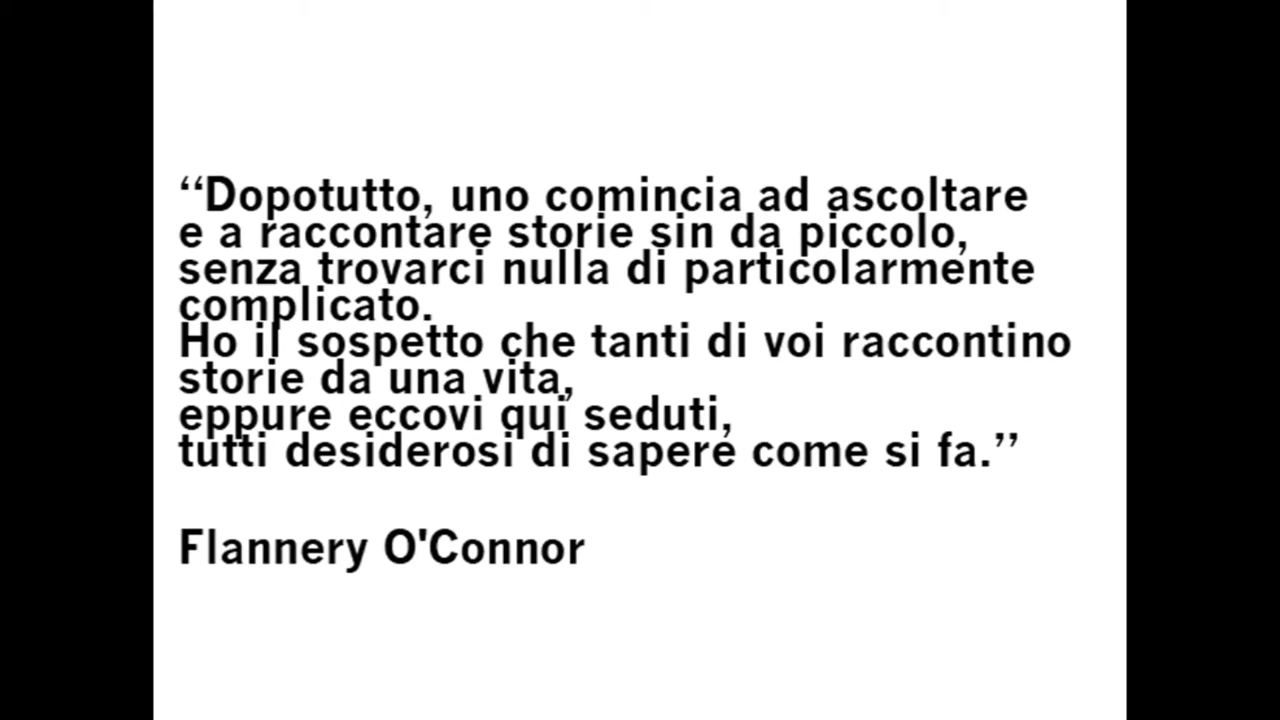 ‘‘Dopotutto, uno comincia ad ascoltare
e a raccontare storie sin da piccolo,
senza trovarci nulla di particolarmente
complicato.
Ho il sospetto che tanti di voi raccontino
storie da una vita,
eppure eccovi qui seduti,
tutti desiderosi di sapere come si fa.’’
Flannery O'Connor